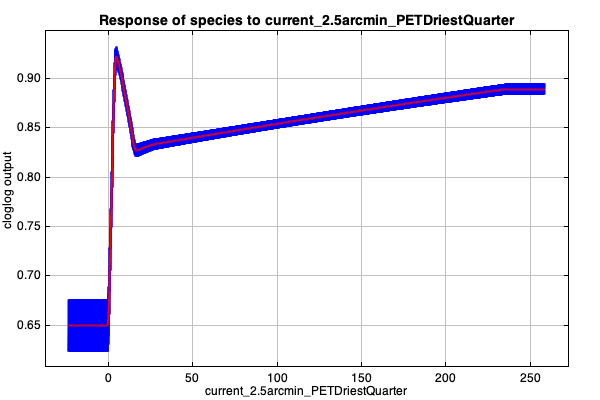 Response of species to current_2.5arcmin_PETDriestQuarter
0.90
0.85
0.80
0.75
0.70
0.65
cloglog output
0 50 100 150 200 250
current_2.5arcmin_PETDriestQuarter